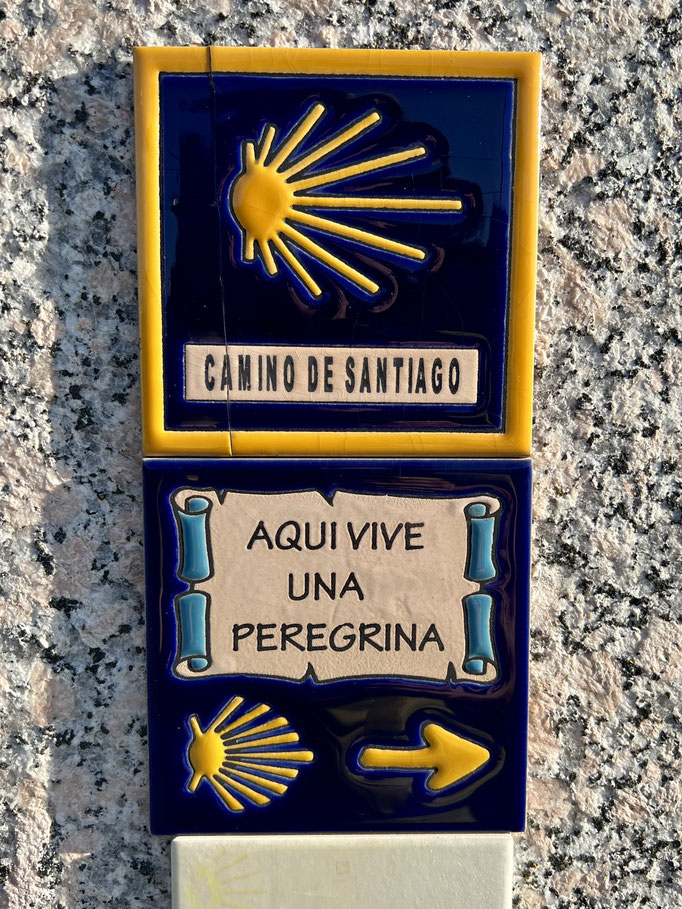 CAMINO DE SANTIAGO
AQUI VIVE
UNA
PEREGRINA